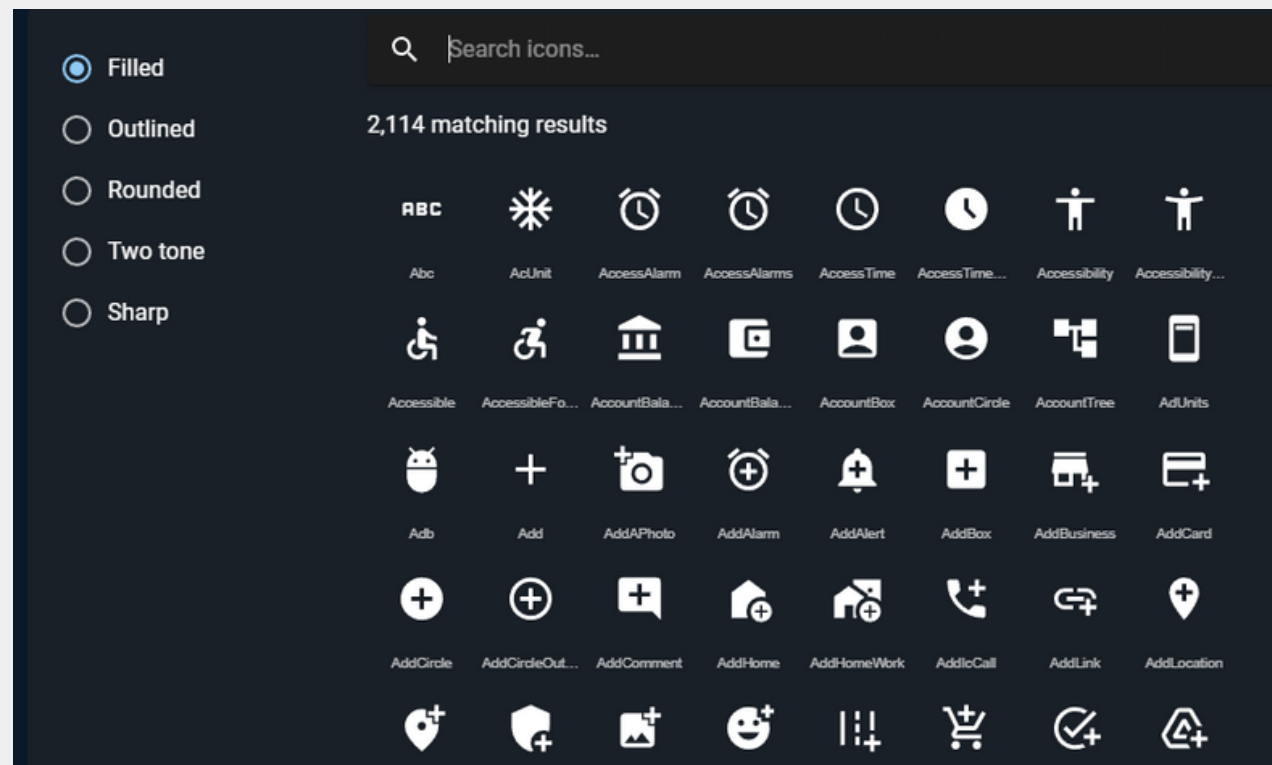 Filled
Outlined
Rounded
Two tone
Sharp
Search icons...
2,114 matching results
ABC
Abc AcUnit AccessAlarm AccessAlarms AccessTime AccessTime... Accessibility Accessibility...
Accessible AccessibleFo... AccountBala... AccountBala... AccountBox AccountCircle AccountTree AdUnits
Adb Add AddAPhoto AddAlarm AddAlert AddBox AddBusiness AddCard
AddCircle AddCircleOut... AddComment AddHome AddHomeWork AddIcCall AddLink AddLocation